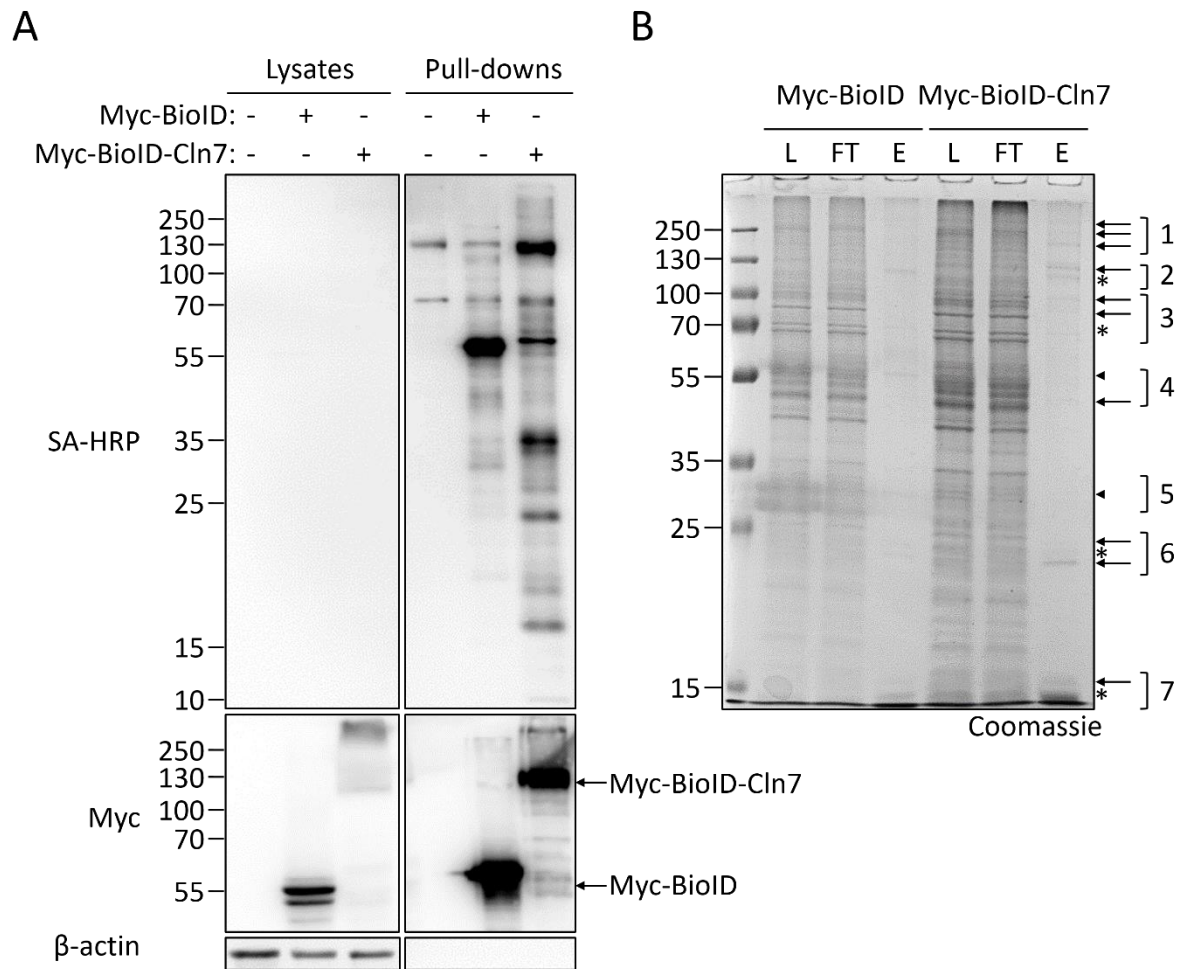 A
Lysates Pull-downs
Myc-BioID: - + - - + -
Myc-BioID-Cln7: - - + - - +
250
130
100
70
55
SA-HRP
35
25
15
10
250
130
Myc-BioID-Cln7
Myc
100
70
55
Myc-BioID
β-actin
B
Myc-BioID Myc-BioID-Cln7
L FT E L FT E
250
1
130
2
*
100
3
70
*
55
4
35
5
25
6
*
15
7
*
Coomassie